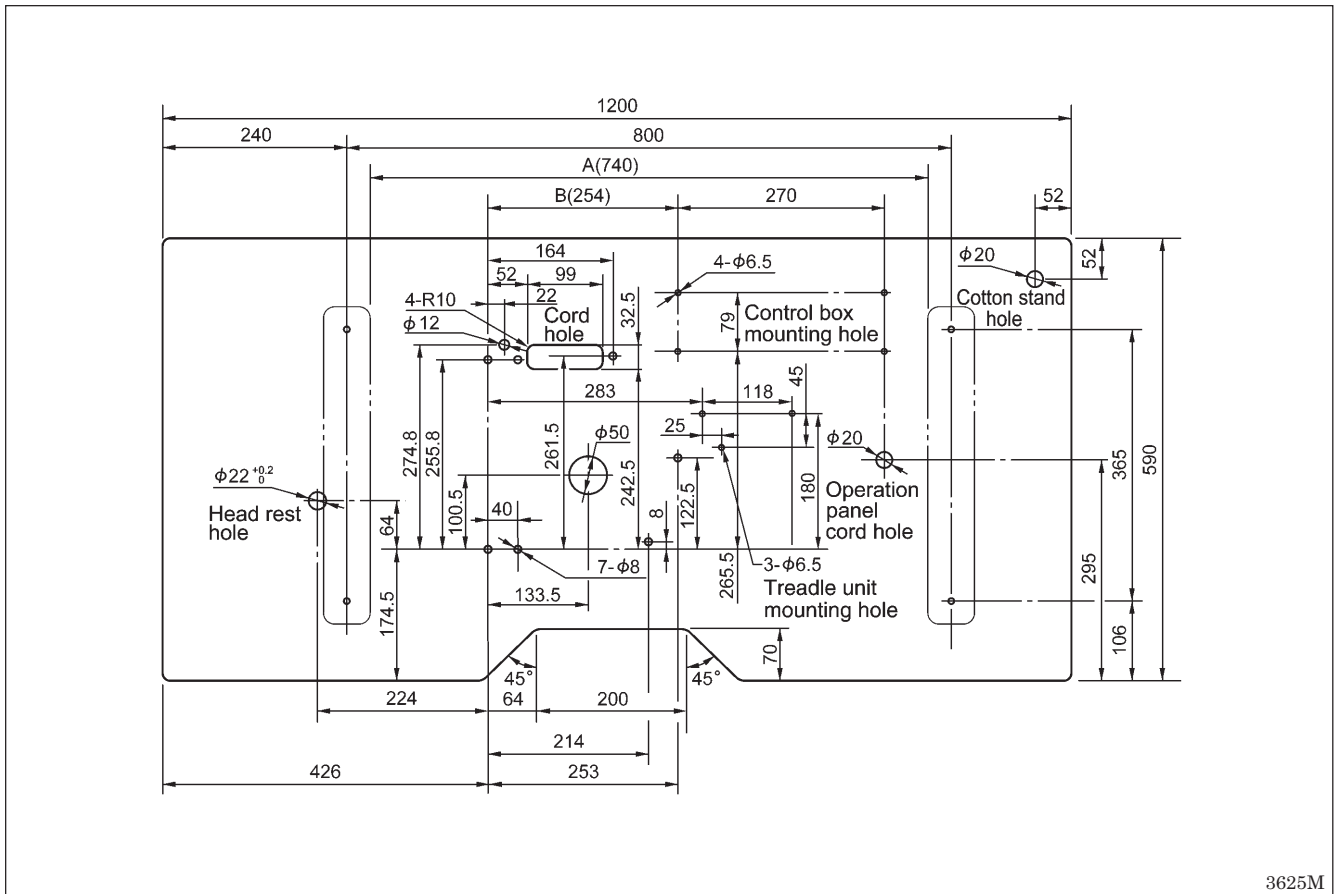 1200
240
800
A(740)
B(254)
270
52
164
4-φ6.5
φ20
52
52
99
4-R10
22
Cord
hole
32.5
79
Control box
mounting hole
Cotton stand
hole
φ12
283
118
45
25
φ50
φ20
274.8
255.8
261.5
242.5
365
590
φ22 +0.2
0
Head rest
hole
64
100.5
40
8
122.5
180
Operation
panel
cord hole
7-φ8
265.5
3-φ6.5
Treadle unit
mounting hole
295
133.5
174.5
106
70
45°
45°
224
64
200
214
426
253
3625M